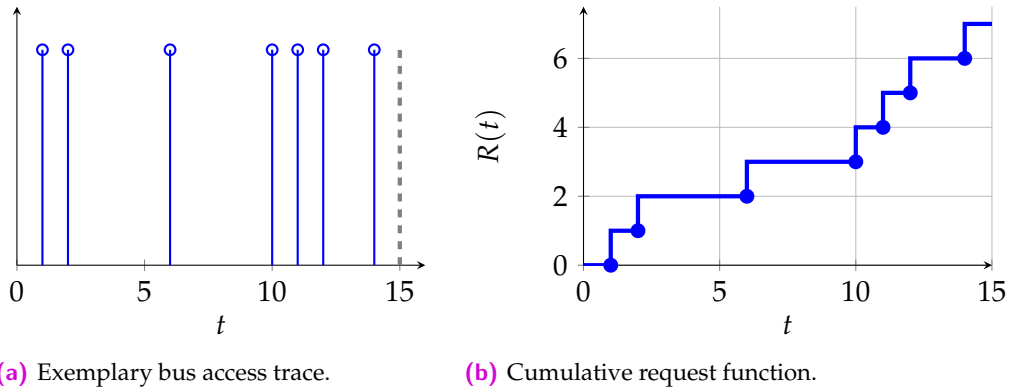 0 5 10 15
t
R(t)
6
4
2
0
0 5 10 15
t
(a) Exemplary bus access trace.
(b) Cumulative request function.